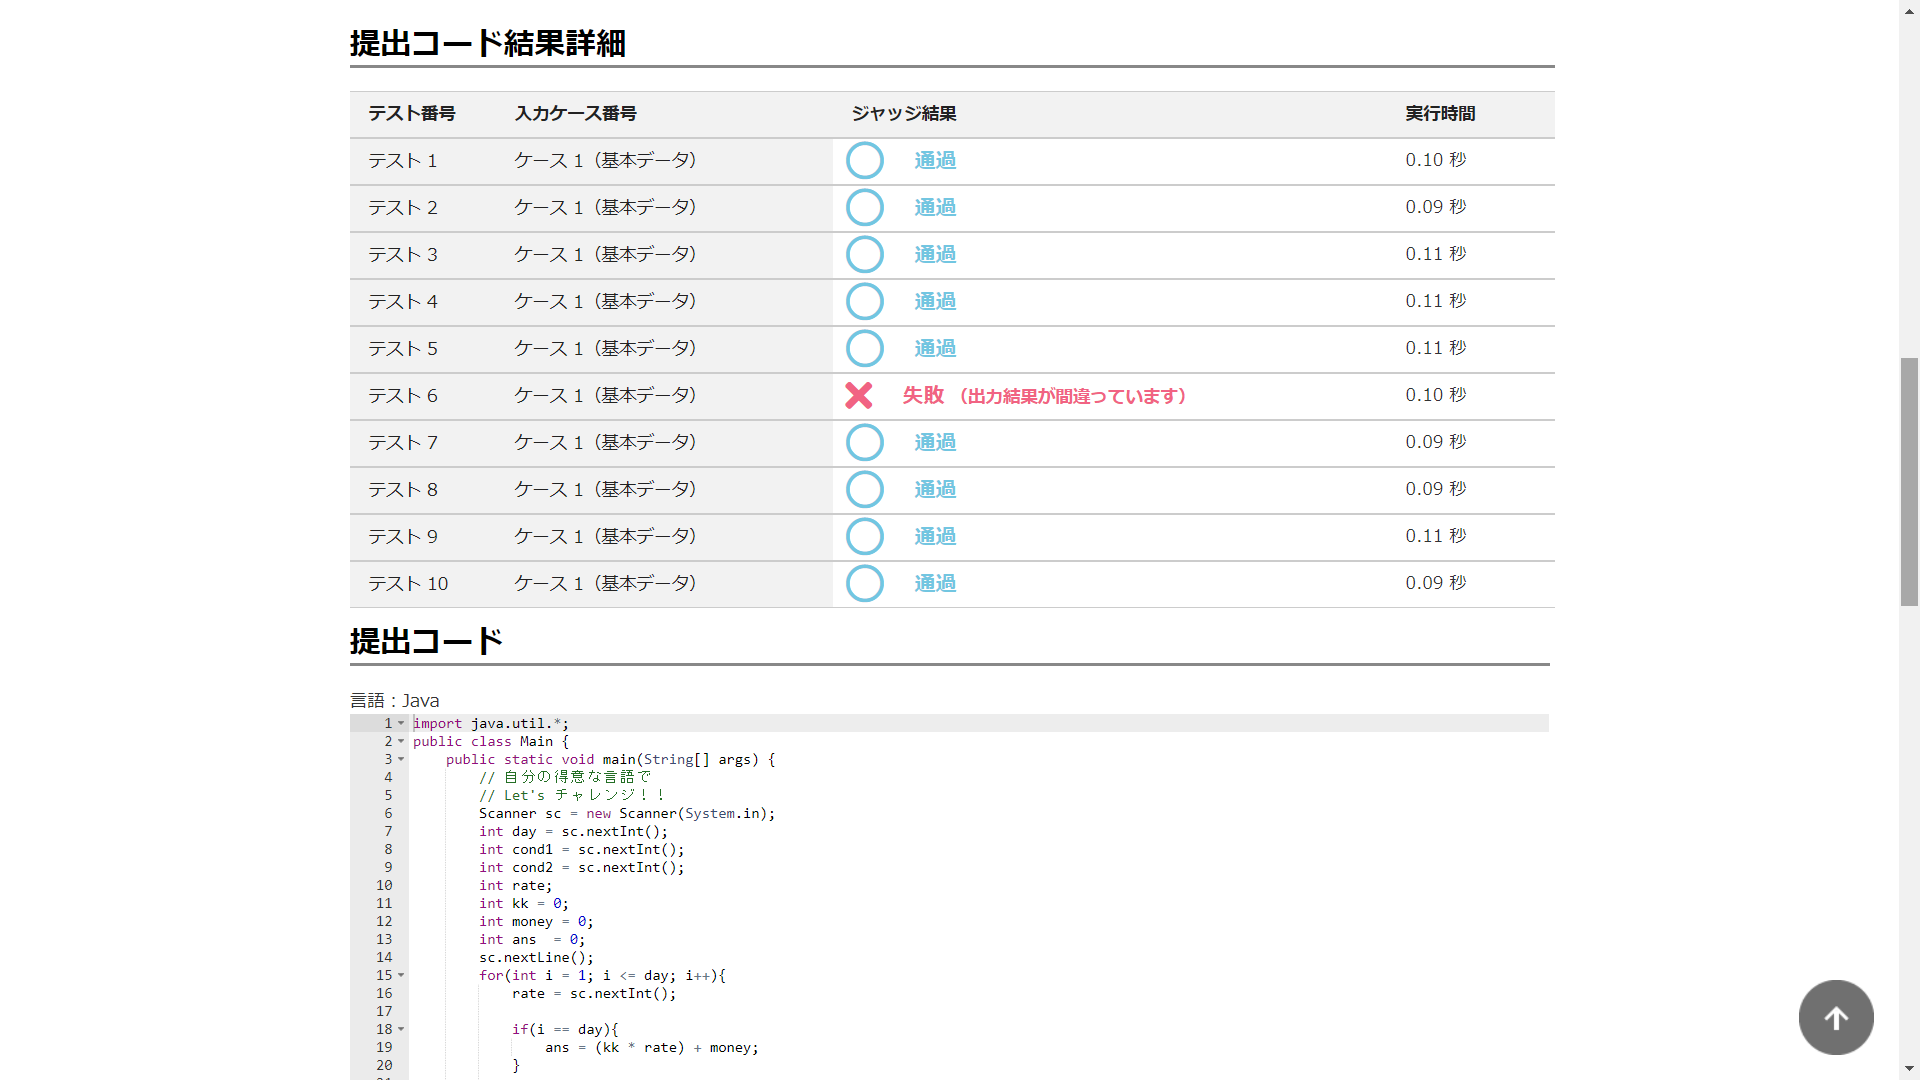 提出コード結果詳細
テスト番号 入力ケース番号 ジャッジ結果 実行時間
テスト 1 ケース 1（基本データ） 通過 0.10 秒
テスト 2 ケース 1（基本データ） 通過 0.09 秒
テスト 3 ケース 1（基本データ） 通過 0.11 秒
テスト 4 ケース 1（基本データ） 通過 0.11 秒
テスト 5 ケース 1（基本データ） 通過 0.11 秒
テスト 6 ケース 1（基本データ） 失敗 （出力結果が間違っています） 0.10 秒
テスト 7 ケース 1（基本データ） 通過 0.09 秒
テスト 8 ケース 1（基本データ） 通過 0.09 秒
テスト 9 ケース 1（基本データ） 通過 0.11 秒
テスト 10 ケース 1（基本データ） 通過 0.09 秒
提出コード
言語：Java
1 import java.util.*;
2 public class Main {
3 public static void main(String[] args) {
4 // 自分の得意な言語で
5 // Let's チャレンジ！！
6 Scanner sc = new Scanner(System.in);
7 int day = sc.nextInt();
8 int cond1 = sc.nextInt();
9 int cond2 = sc.nextInt();
10 int rate;
11 int kk = 0;
12 int money = 0;
13 int ans  = 0;
14 sc.nextLine();
15 for(int i = 1; i <= day; i++){
16 rate = sc.nextInt();
17
18 if(i == day){
19 ans = (kk * rate) + money;
20 }